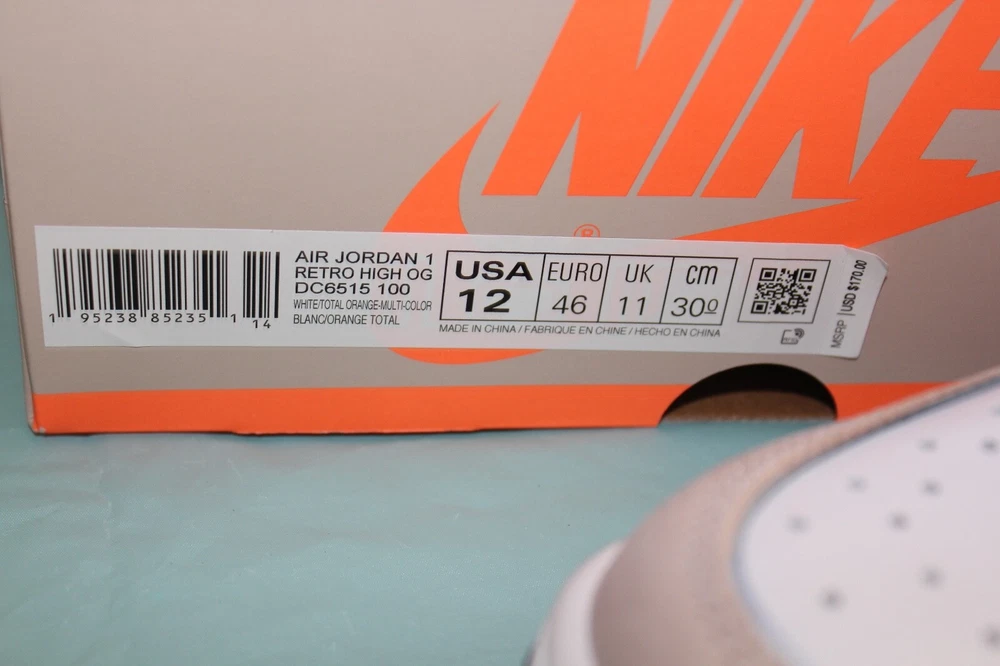 NIKE
®
1 95238 85235 1 14
AIR JORDAN 1
RETRO HIGH OG
DC6515 100
WHITE/TOTAL ORANGE-MULTI-COLOR
BLANC/ORANGE TOTAL
USA 12
EURO 46
UK 11
cm 30º
MADE IN CHINA / FABRIQUE EN CHINE / HECHO EN CHINA
MSRP | USD $170.00